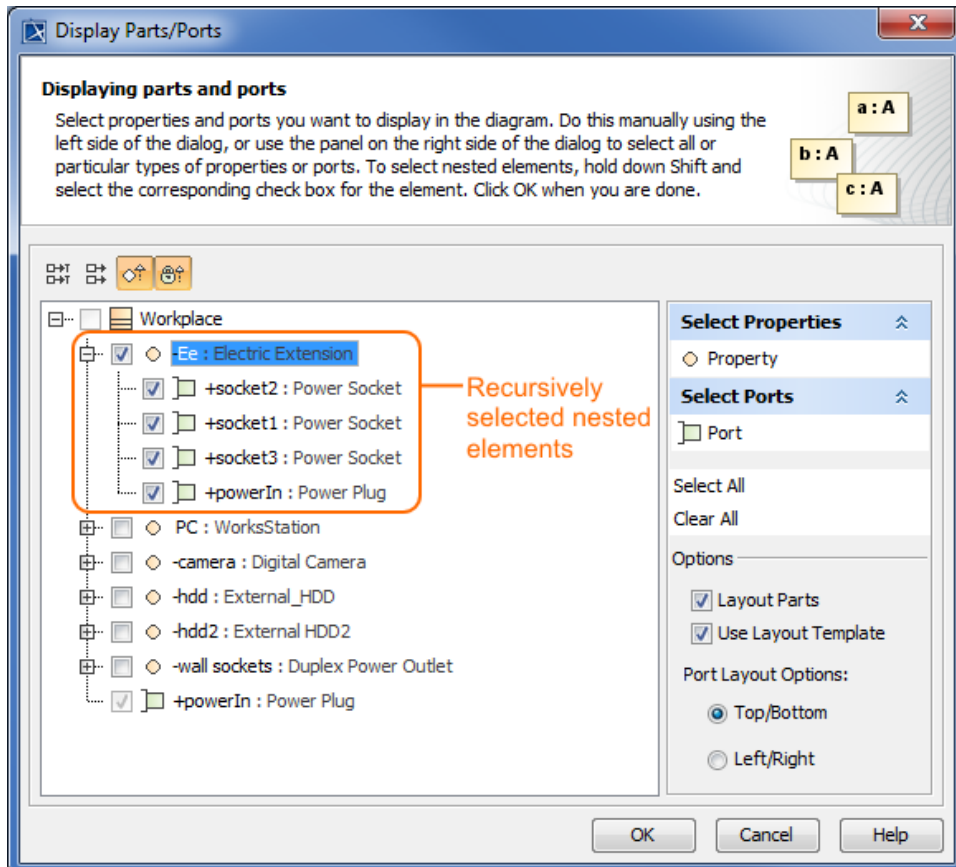 Display Parts/Ports
Displaying parts and ports
Select properties and ports you want to display in the diagram. Do this manually using the
left side of the dialog, or use the panel on the right side of the dialog to select all or
particular types of properties or ports. To select nested elements, hold down Shift and
select the corresponding check box for the element. Click OK when you are done.
a : A
b : A
c : A
Workplace
-Ee : Electric Extension
+socket2 : Power Socket
+socket1 : Power Socket
+socket3 : Power Socket
+powerIn : Power Plug
PC : WorksStation
-camera : Digital Camera
-hdd : External_HDD
-hdd2 : External HDD2
-wall sockets : Duplex Power Outlet
+powerIn : Power Plug
Recursively
selected nested
elements
Select Properties
Property
Select Ports
Port
Select All
Clear All
Options
Layout Parts
Use Layout Template
Port Layout Options:
Top/Bottom
Left/Right
OK
Cancel
Help